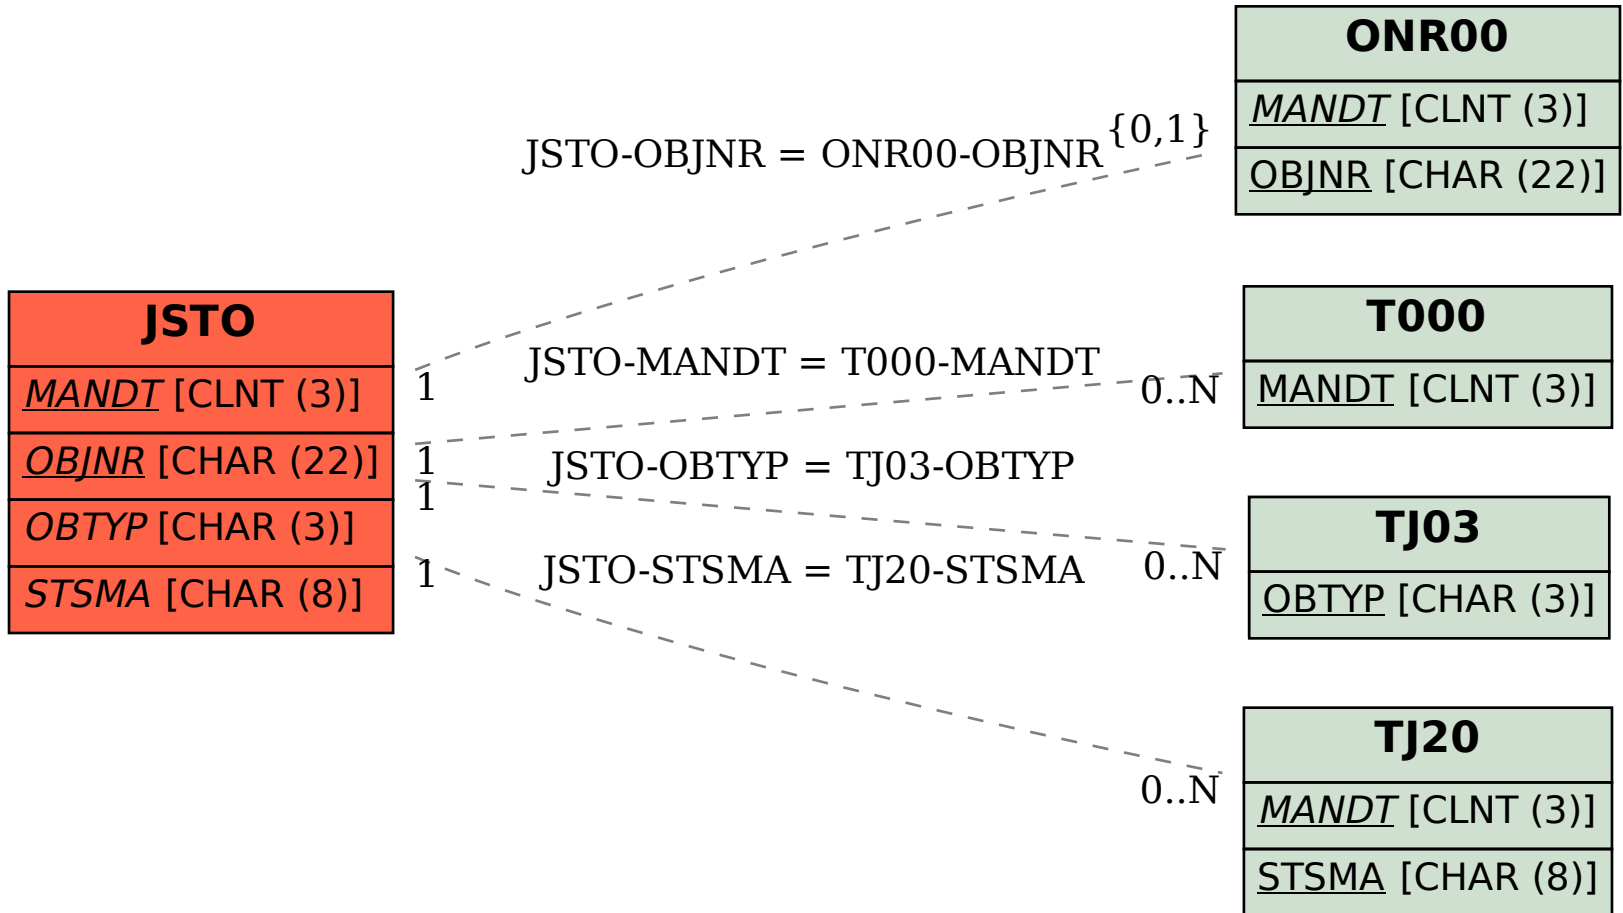 JSTO
MANDT [CLNT (3)]
OBJNR [CHAR (22)]
OBTYP [CHAR (3)]
STSMA [CHAR (8)]
JSTO-OBJNR = ONR00-OBJNR
{0,1}
1
JSTO-MANDT = T000-MANDT
0..N
1
JSTO-OBTYP = TJ03-OBTYP
0..N
1
JSTO-STSMA = TJ20-STSMA
0..N
1
ONR00
MANDT [CLNT (3)]
OBJNR [CHAR (22)]
T000
MANDT [CLNT (3)]
TJ03
OBTYP [CHAR (3)]
TJ20
MANDT [CLNT (3)]
STSMA [CHAR (8)]